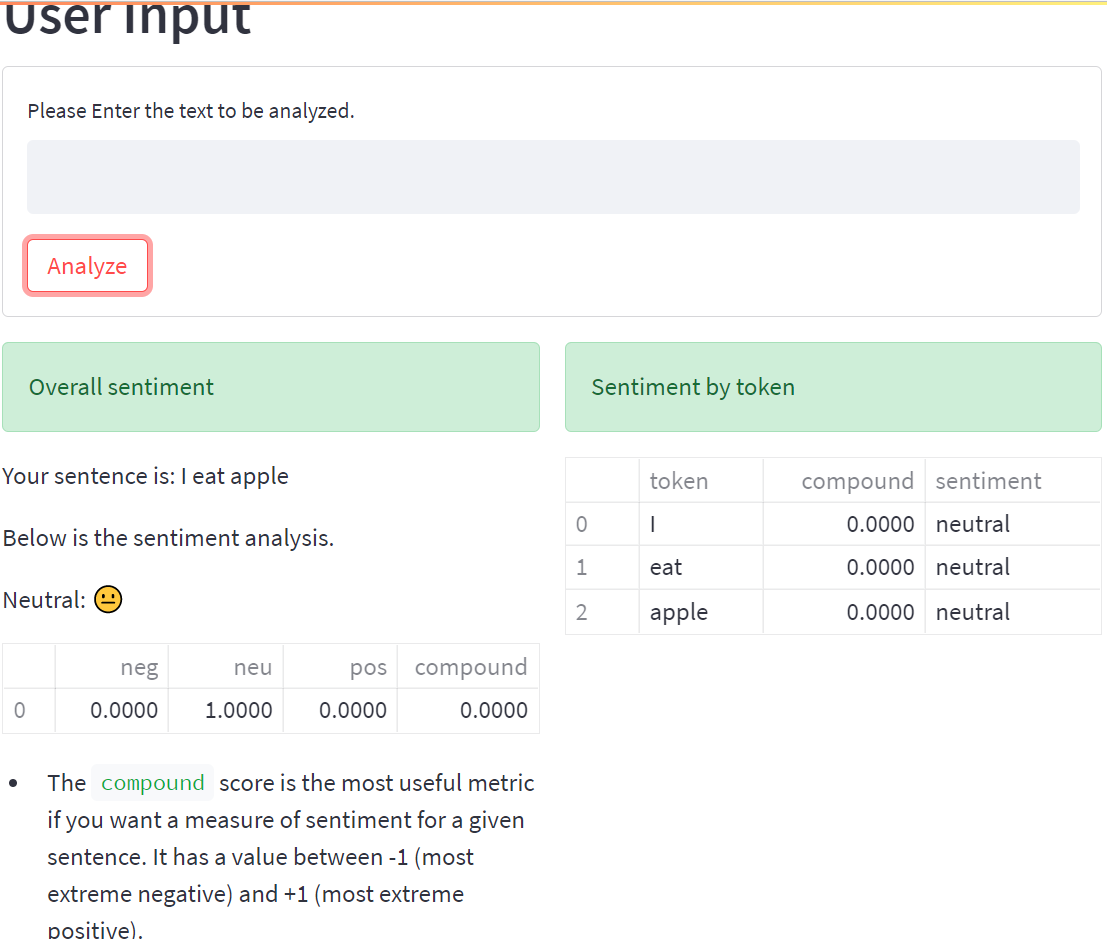 User Input
Please Enter the text to be analyzed.
Analyze
Overall sentiment
Your sentence is: I eat apple
Below is the sentiment analysis.
Neutral: 😐
neg neu pos compound
0 0.0000 1.0000 0.0000 0.0000
• The compound score is the most useful metric
if you want a measure of sentiment for a given
sentence. It has a value between -1 (most
extreme negative) and +1 (most extreme
positive).
Sentiment by token
token compound sentiment
0 I 0.0000 neutral
1 eat 0.0000 neutral
2 apple 0.0000 neutral